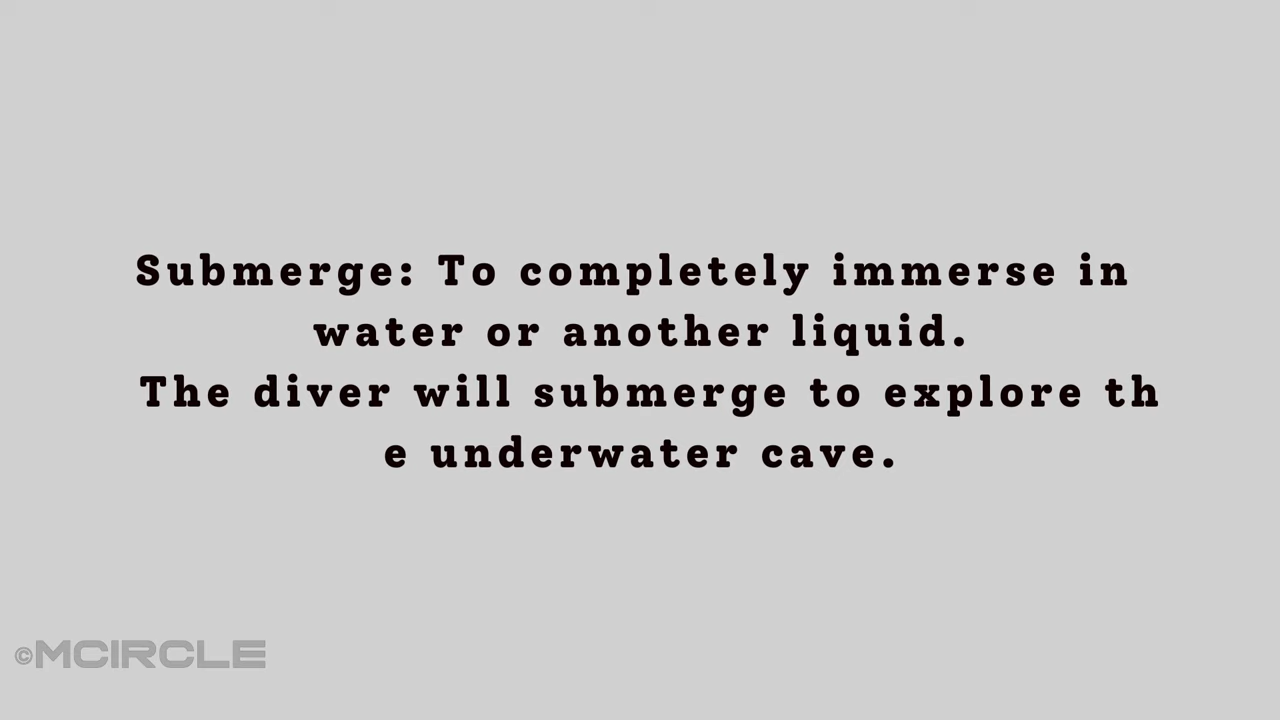 Submerge: To completely immerse in
water or another liquid.
The diver will submerge to explore th
e underwater cave.
©MCIRCLE